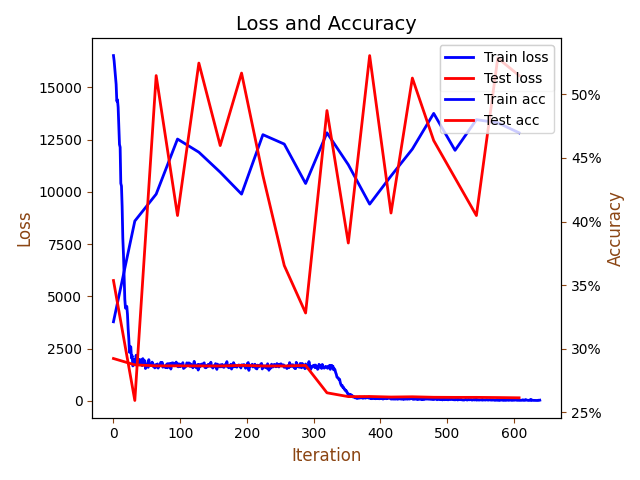 Loss and Accuracy
Train loss
Test loss
Train acc
Test acc
15000
12500
10000
7500
5000
2500
0
50%
45%
40%
35%
30%
25%
0 100 200 300 400 500 600
Loss
Accuracy
Iteration